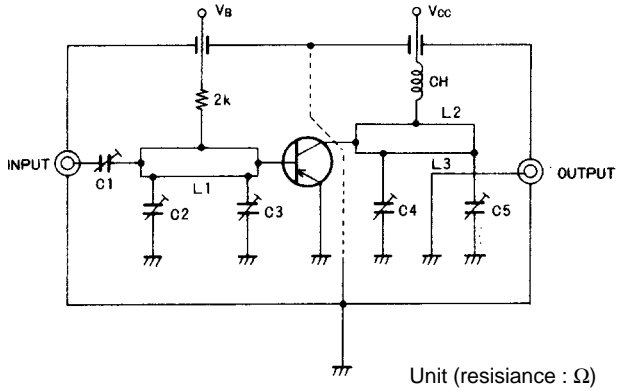 VB
VCC
2k
CH
L2
INPUT
C1
L1
L3
OUTPUT
C2
C3
C4
C5
Unit (resisiance : Ω)